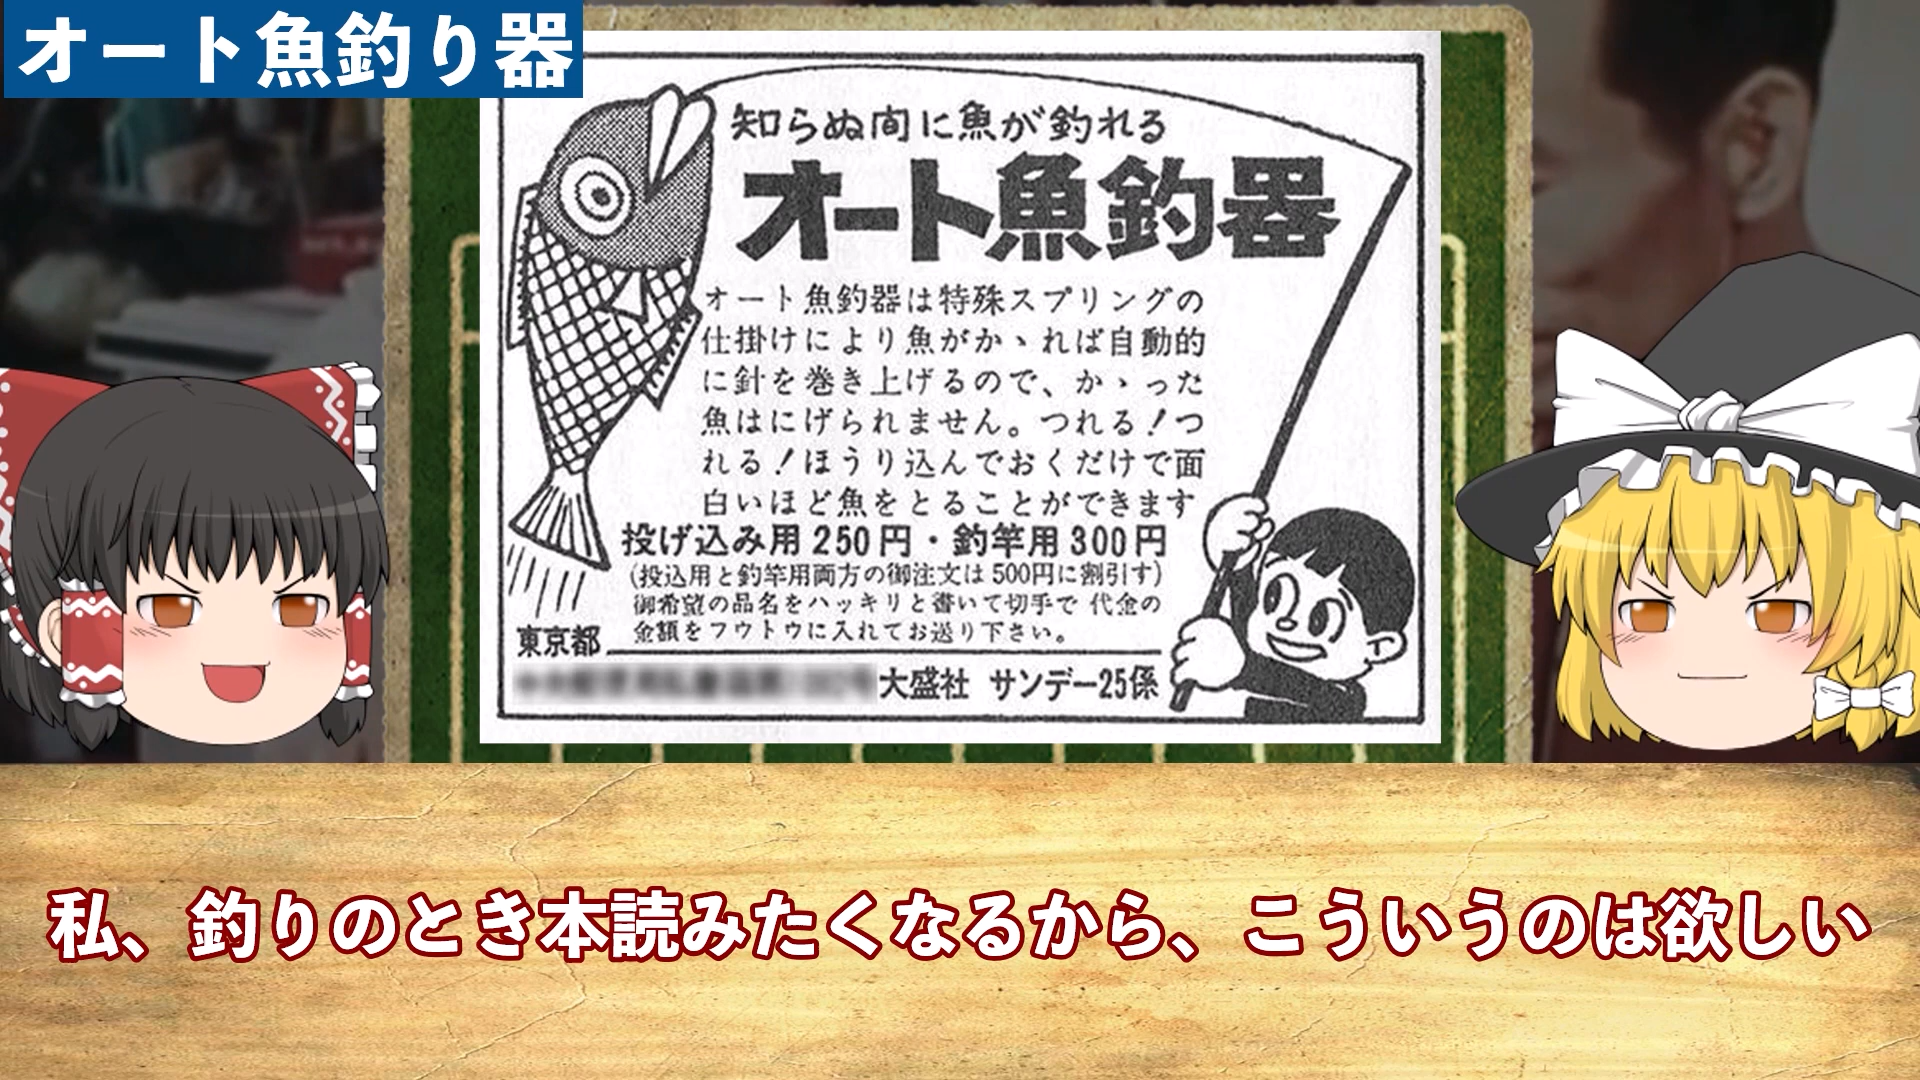 オート魚釣り器
知らぬ間に魚が釣れる
オート魚釣器
オート魚釣器は特殊スプリングの
仕掛けにより魚がかゝれば自動的
に針を巻き上げるので、かゝった
魚はにげられません。つれる!つ
れる!ほうり込んでおくだけで面
白いほど魚をとることができます
投げ込み用250円・釣竿用300円
(投込用と釣竿用両方の御注文は500円に割引す)
御希望の品名をハッキリと書いて切手で 代金の
金額をフウトウに入れてお送り下さい。
東京都
大盛社 サンデー25係
私、釣りのとき本読みたくなるから、こういうのは欲しい